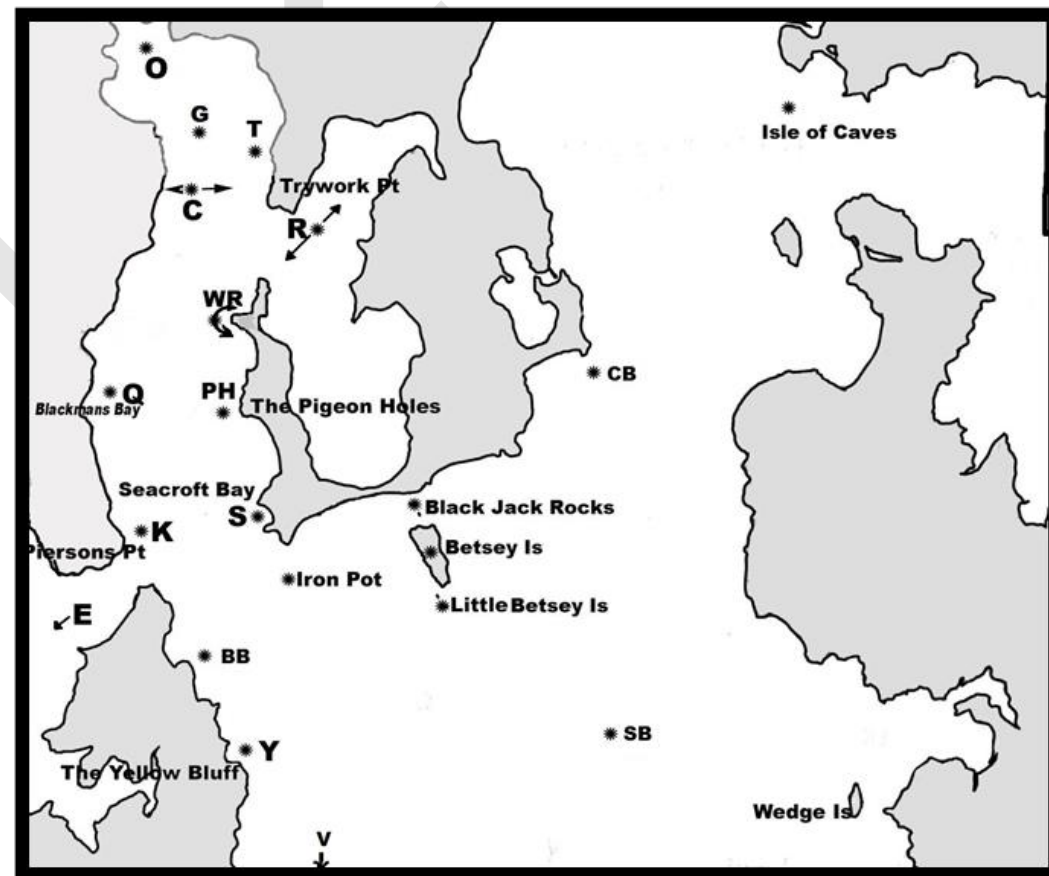 O
G
T
Isle of Caves
C
Trywork Pt
R
WR
CB
Q
PH
Blackmans Bay
The Pigeon Holes
Seacroft Bay
S
Black Jack Rocks
K
Piersons Pt
Betsey Is
Iron Pot
Little Betsey Is
E
BB
SB
Y
The Yellow Bluff
Wedge Is
V